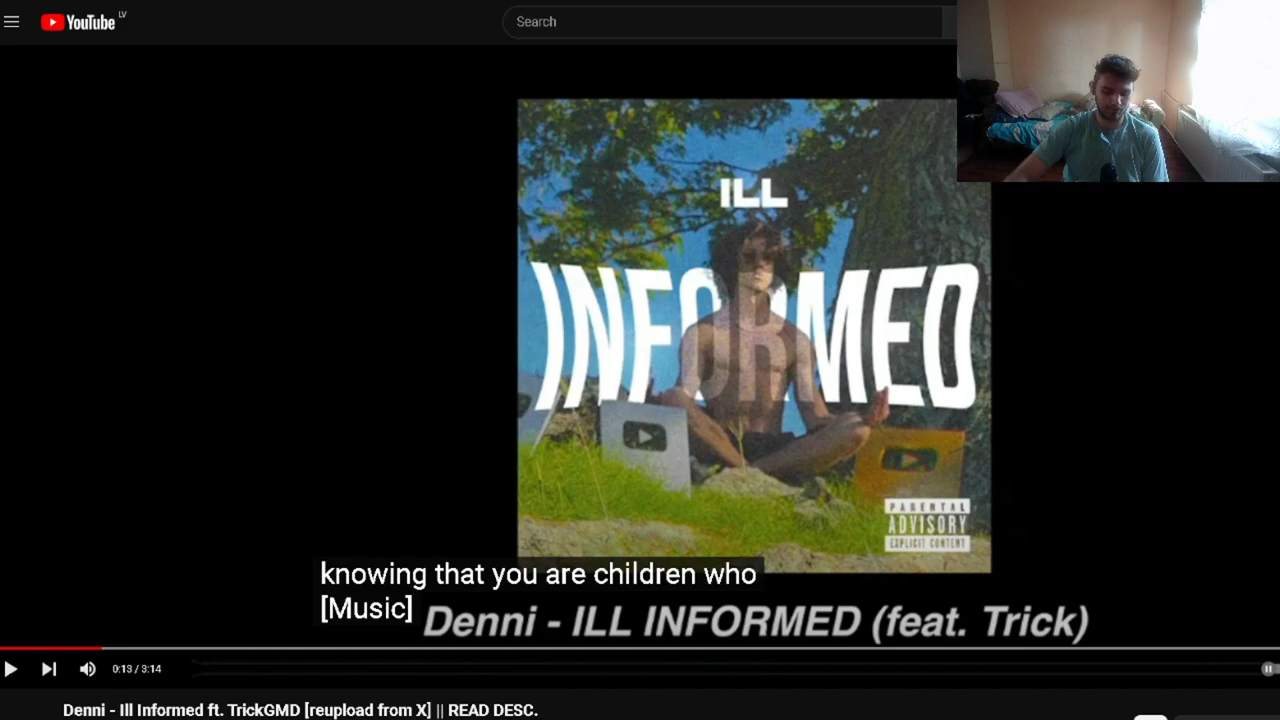 YouTube LV
Search
ILL
INFORMED
PARENTAL
ADVISORY
EXPLICIT CONTENT
knowing that you are children who
[Music]
Denni - ILL INFORMED (feat. Trick)
0:13 / 3:14
Denni - Ill Informed ft. TrickGMD [reupload from X] || READ DESC.